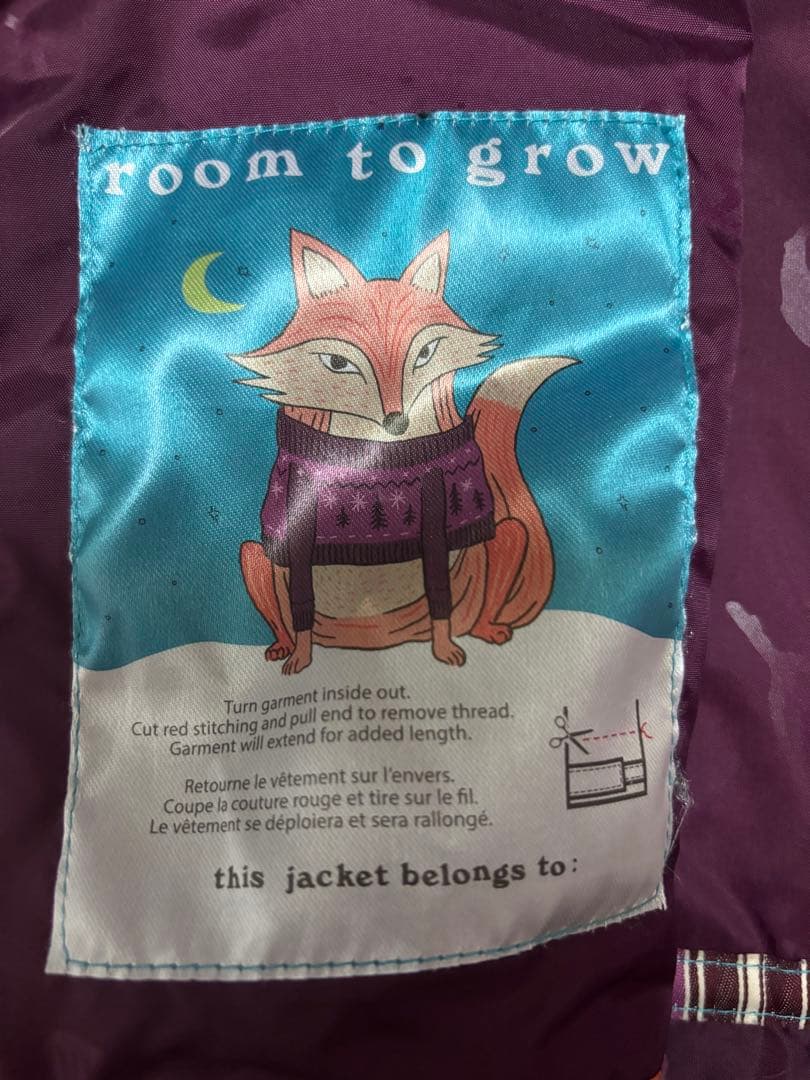 room to grow
Turn garment inside out.
Cut red stitching and pull end to remove thread.
Garment will extend for added length.
Retourne le vêtement sur l'envers.
Coupe la couture rouge et tire sur le fil.
Le vêtement se déploiera et sera rallongé.
this jacket belongs to: